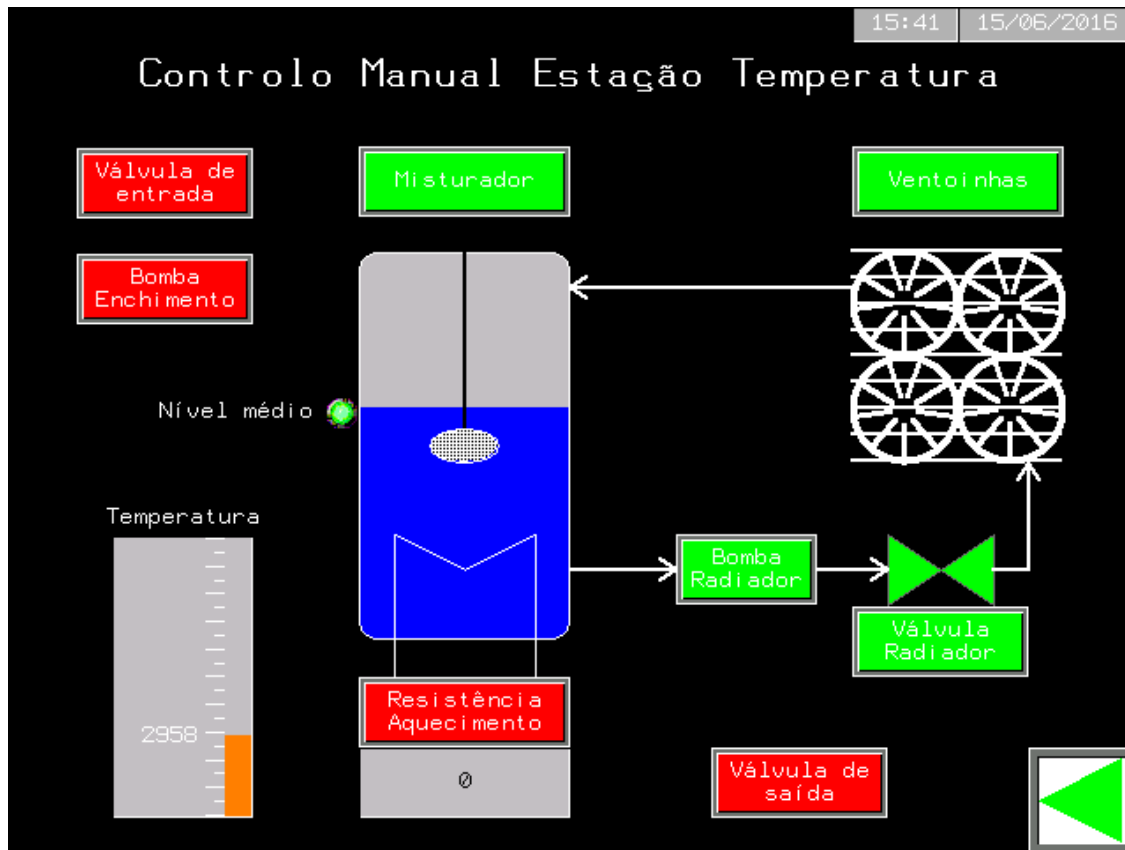 15:41 15/06/2016
Controlo Manual Estação Temperatura
Válvula de
entrada
Misturador
Ventoinhas
Bomba
Enchimento
Nível médio
Temperatura
2958
Bomba
Radiador
Válvula
Radiador
Resistência
Aquecimento
0
Válvula de
saída